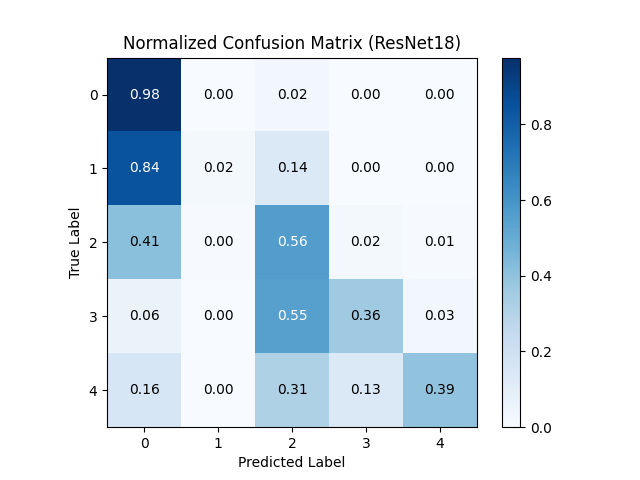 Normalized Confusion Matrix (ResNet18)
True Label
0 0.98 0.00 0.02 0.00 0.00
1 0.84 0.02 0.14 0.00 0.00
2 0.41 0.00 0.56 0.02 0.01
3 0.06 0.00 0.55 0.36 0.03
4 0.16 0.00 0.31 0.13 0.39
0 1 2 3 4
Predicted Label
0.8
0.6
0.4
0.2
0.0